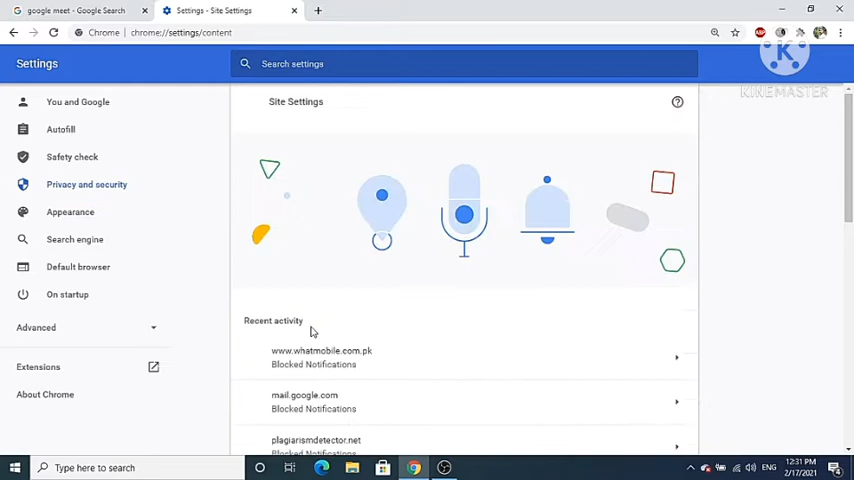 google meet - Google Search
Settings - Site Settings
Chrome
chrome://settings/content
ABP
K
KINEMASTER
Settings
Search settings
You and Google
Autofill
Safety check
Privacy and security
Appearance
Search engine
Default browser
On startup
Advanced
Extensions
About Chrome
Site Settings
Recent activity
www.whatmobile.com.pk
Blocked Notifications
mail.google.com
Blocked Notifications
plagiarismdetector.net
Type here to search
ENG
12:31 PM
2/17/2021
4